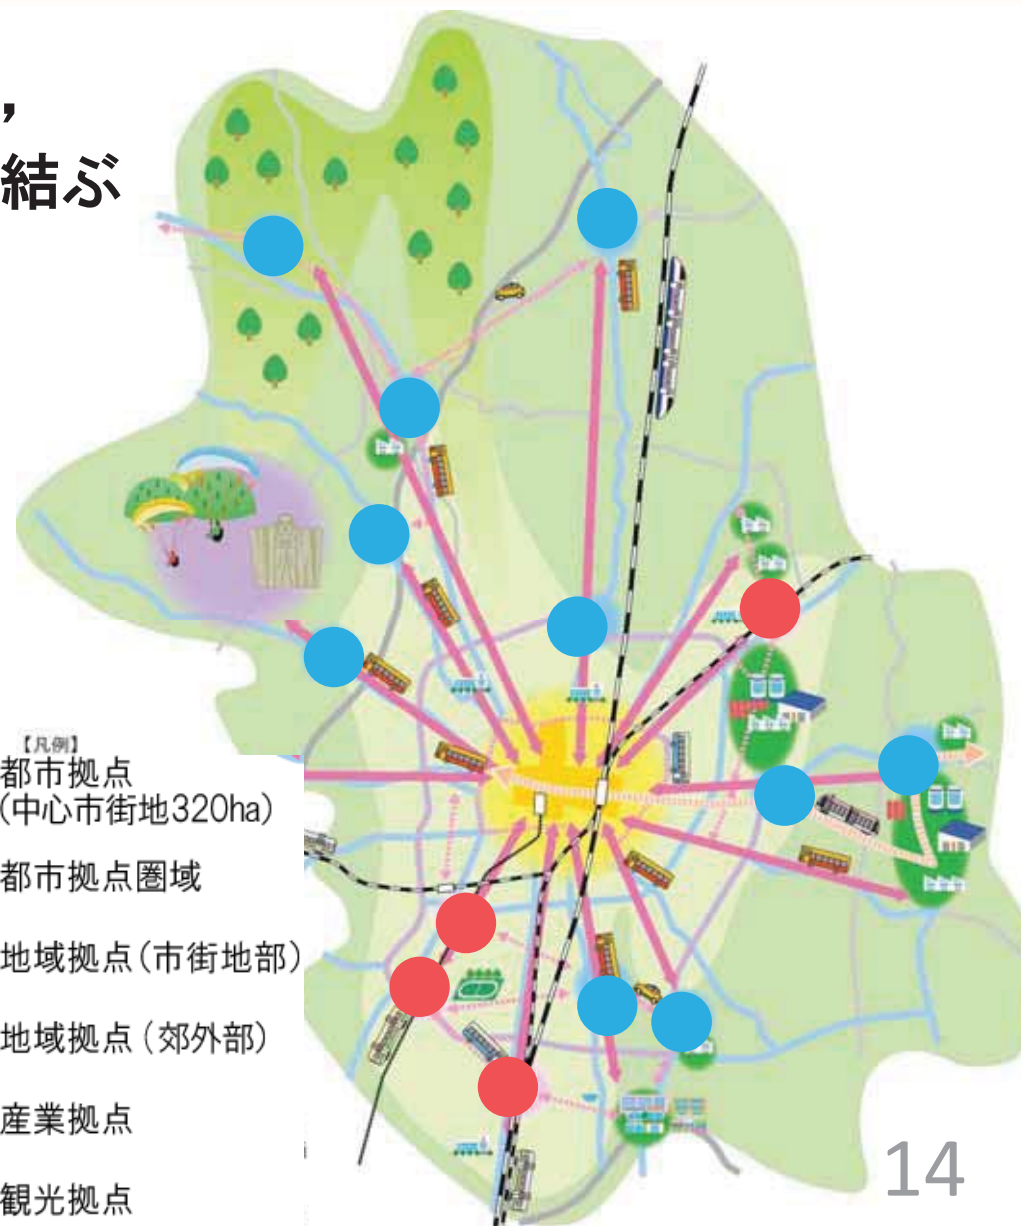 ，
結ぶ
【凡例】
都市拠点
(中心市街地320ha)
都市拠点圏域
地域拠点(市街地部)
地域拠点(郊外部)
産業拠点
観光拠点
14